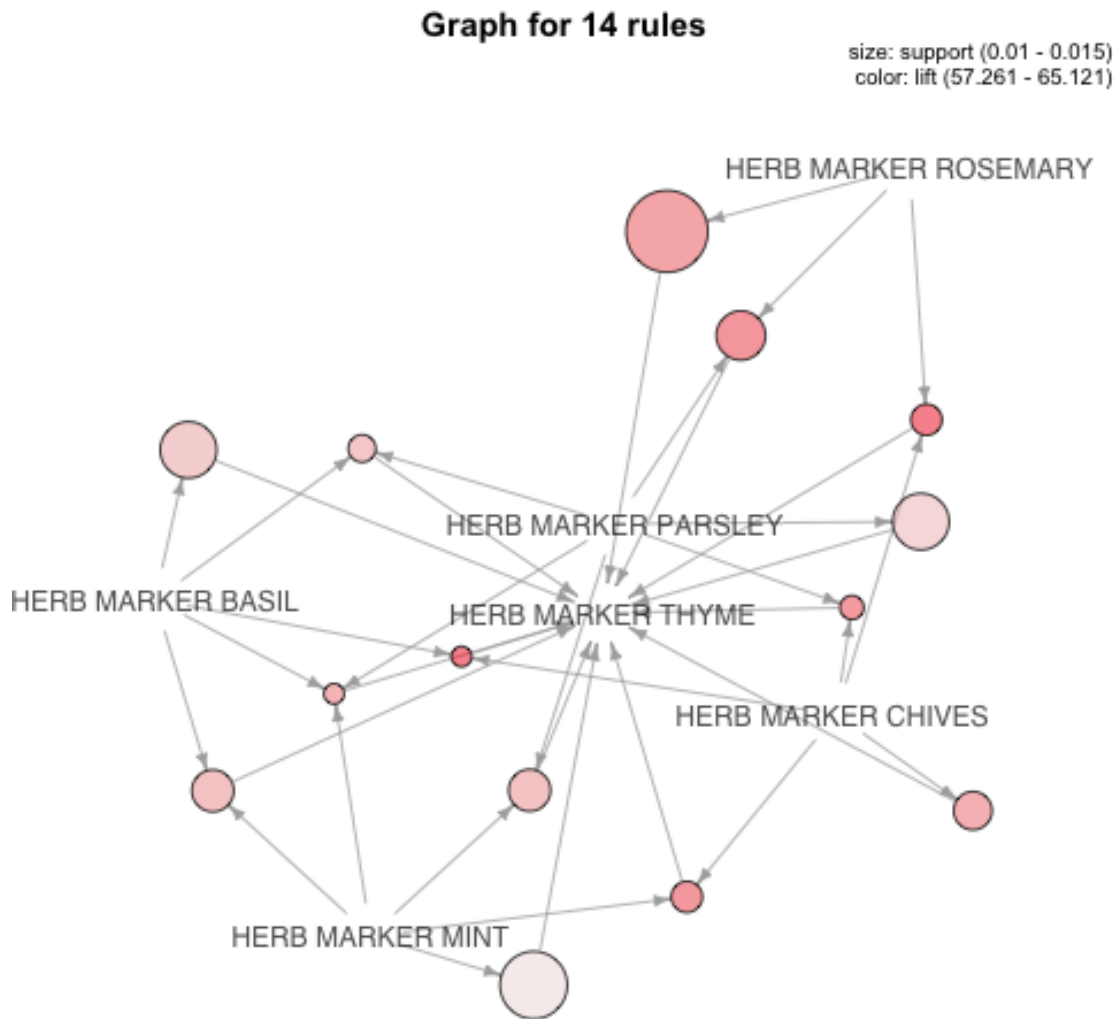 Graph for 14 rules
size: support (0.01 - 0.015)
color: lift (57.261 - 65.121)
HERB MARKER ROSEMARY
HERB MARKER PARSLEY
HERB MARKER BASIL
HERB MARKER THYME
HERB MARKER CHIVES
HERB MARKER MINT